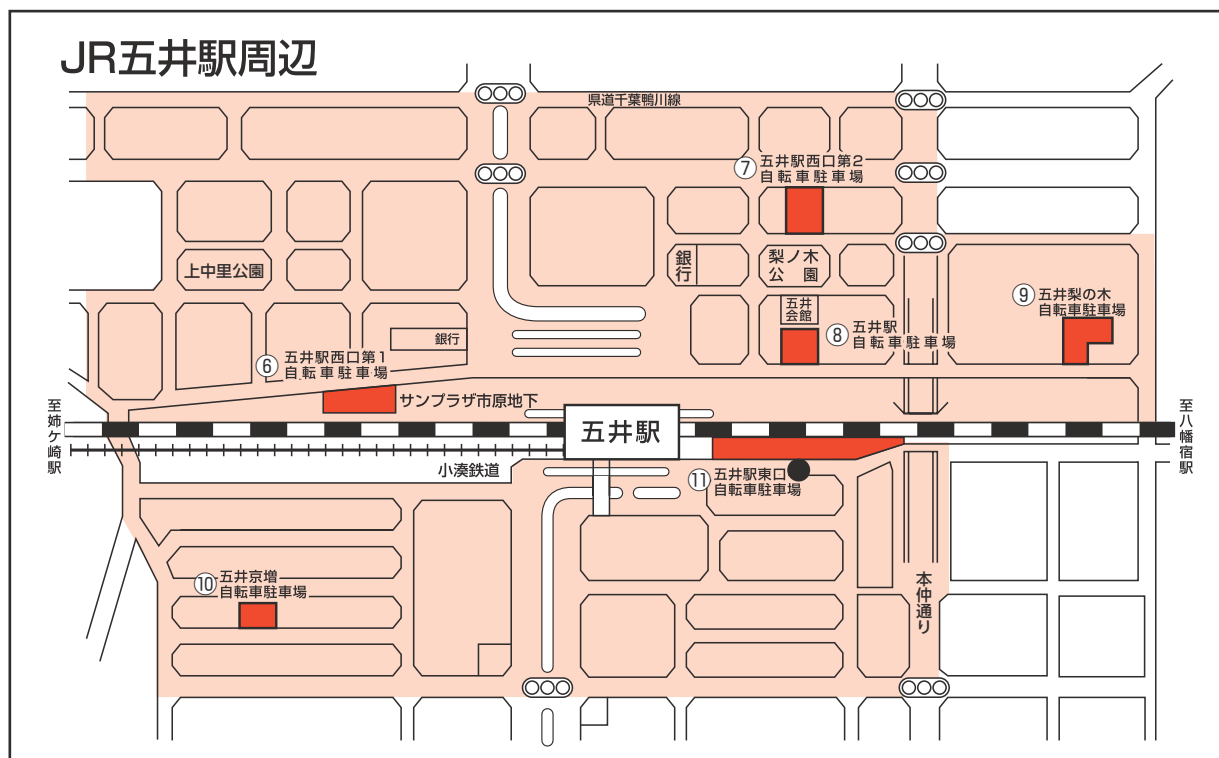 JR五井駅周辺
県道千葉鴨川線
⑦
五井駅西口第2
自転車駐車場
上中里公園
銀行
梨ノ木
公園
五井
会館
⑨
五井梨の木
自転車駐車場
⑧
五井駅
自転車駐車場
銀行
⑥
五井駅西口第1
自転車駐車場
サンプラザ市原地下
至姉ケ崎駅
五井駅
至八幡宿駅
小湊鉄道
⑪
五井駅東口
自転車駐車場
⑩
五井京増
自転車駐車場
本仲通り